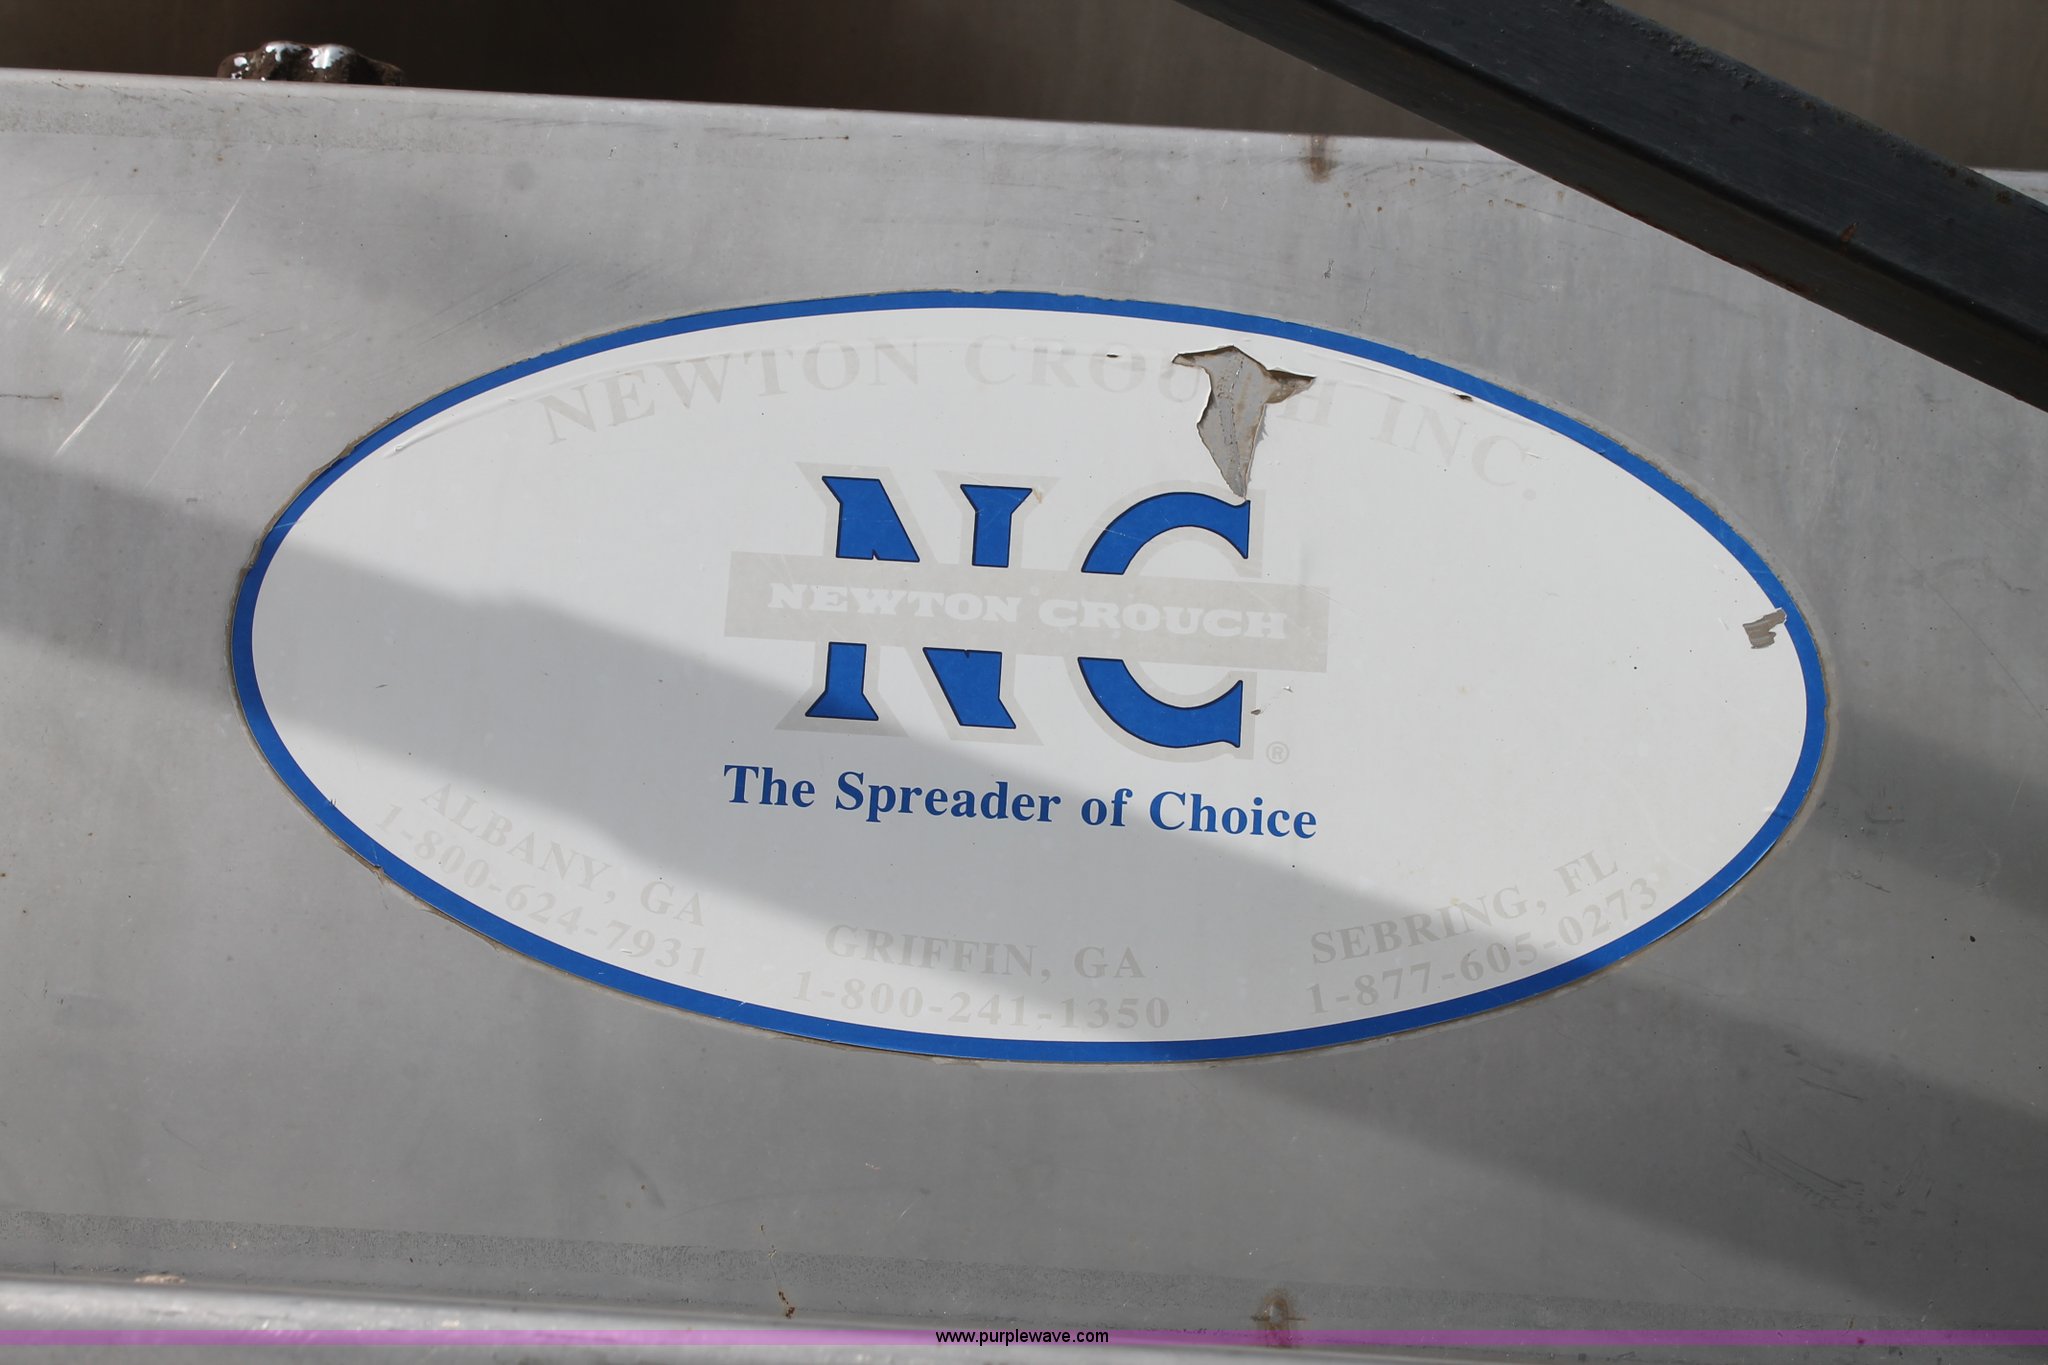 NEWTON CROUCH INC.
NC
NEWTON CROUCH
®
The Spreader of Choice
ALBANY, GA
1-800-624-7931
GRIFFIN, GA
1-800-241-1350
SEBRING, FL
1-877-605-0273
www.purplewave.com